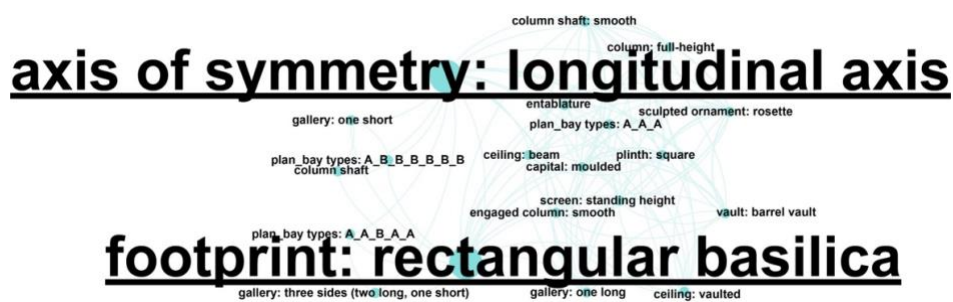 column shaft: smooth
column: full-height
axis of symmetry: longitudinal axis
entablature
sculpted ornament: rosette
gallery: one short
plan_bay types: A_A_A
plan_bay types: A_B_B_B_B_B_B
ceiling: beam
plinth: square
column shaft
capital: moulded
screen: standing height
engaged column: smooth
vault: barrel vault
plan_bay types: A_A_B_A_A
footprint: rectangular basilica
gallery: three sides (two long, one short)
gallery: one long
ceiling: vaulted